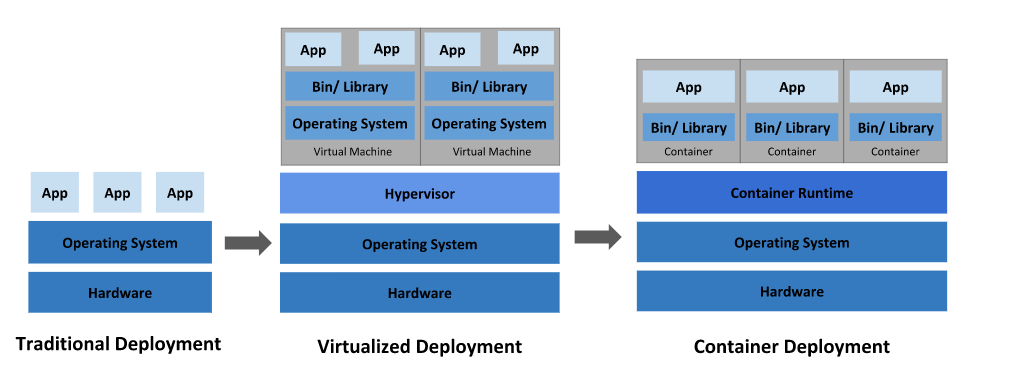 App
App
App
Operating System
Hardware
Traditional Deployment
App
App
Bin/ Library
Operating System
Virtual Machine
App
App
Bin/ Library
Operating System
Virtual Machine
Hypervisor
Operating System
Hardware
Virtualized Deployment
App
Bin/ Library
Container
App
Bin/ Library
Container
App
Bin/ Library
Container
Container Runtime
Operating System
Hardware
Container Deployment